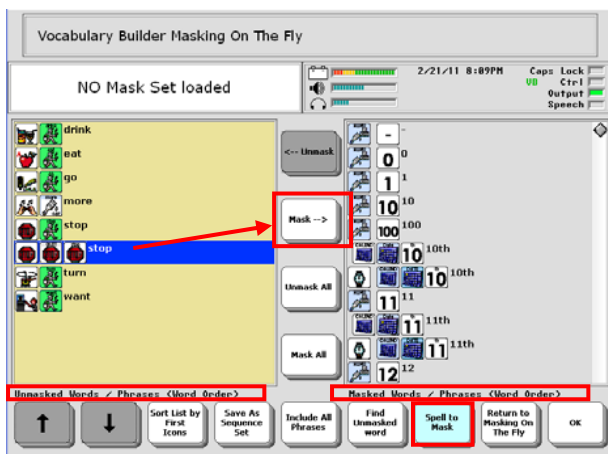 Vocabulary Builder Masking On The Fly
NO Mask Set loaded
2/21/11 8:09PM
Caps Lock
VB Ctrl
Output
Speech
drink
eat
go
more
stop
stop
turn
want
<-- Unmask
Mask -->
Unmask All
Mask All
- -
0 0
1 1
10 10
100 100
10 10th
10 10th
11 11
11 11th
11 11th
12 12
Unmasked Words / Phrases (Word Order)
Masked Words / Phrases (Word Order)
Sort List by
First
Icons
Save As
Sequence
Set
Include All
Phrases
Find
Unmasked
word
Spell to
Mask
Return to
Masking On
The Fly
OK